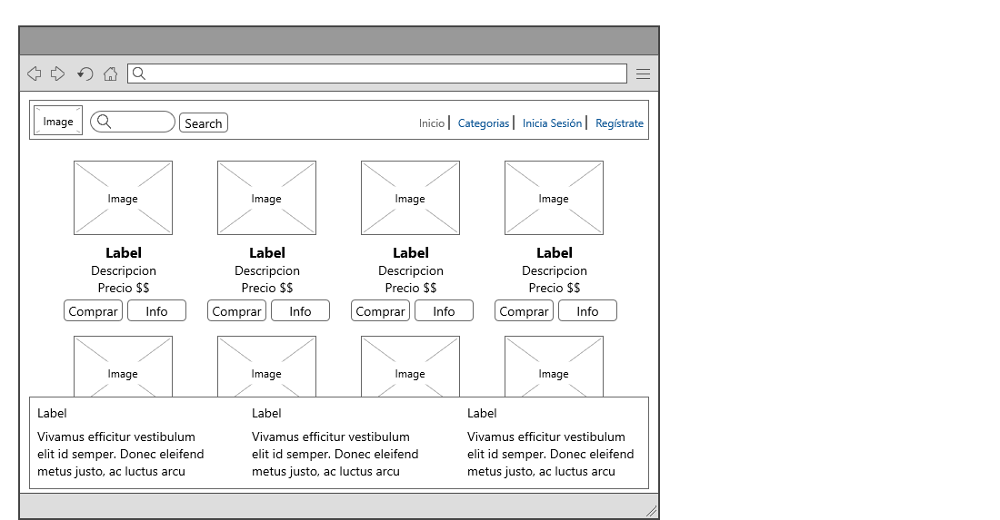 Image Search Inicio Categorias Inicia Sesión Regístrate
Image Image Image Image
Label Label Label Label
Descripcion Descripcion Descripcion Descripcion
Precio $$ Precio $$ Precio $$ Precio $$
Comprar Info Comprar Info Comprar Info Comprar Info
Image Image Image Image
Label Label Label
Vivamus efficitur vestibulum Vivamus efficitur vestibulum Vivamus efficitur vestibulum
elit id semper. Donec eleifend elit id semper. Donec eleifend elit id semper. Donec eleifend
metus justo, ac luctus arcu metus justo, ac luctus arcu metus justo, ac luctus arcu